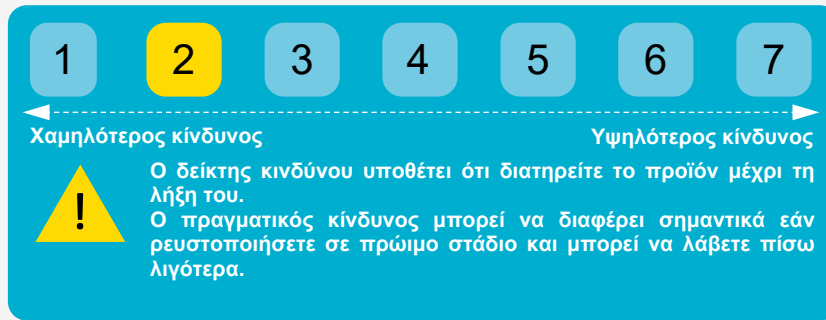 1 2 3 4 5 6 7
Χαμηλότερος κίνδυνος Υψηλότερος κίνδυνος
!
Ο δείκτης κινδύνου υποθέτει ότι διατηρείτε το προϊόν μέχρι τη
λήξη του.
Ο πραγματικός κίνδυνος μπορεί να διαφέρει σημαντικά εάν
ρευστοποιήσετε σε πρώιμο στάδιο και μπορεί να λάβετε πίσω
λιγότερα.